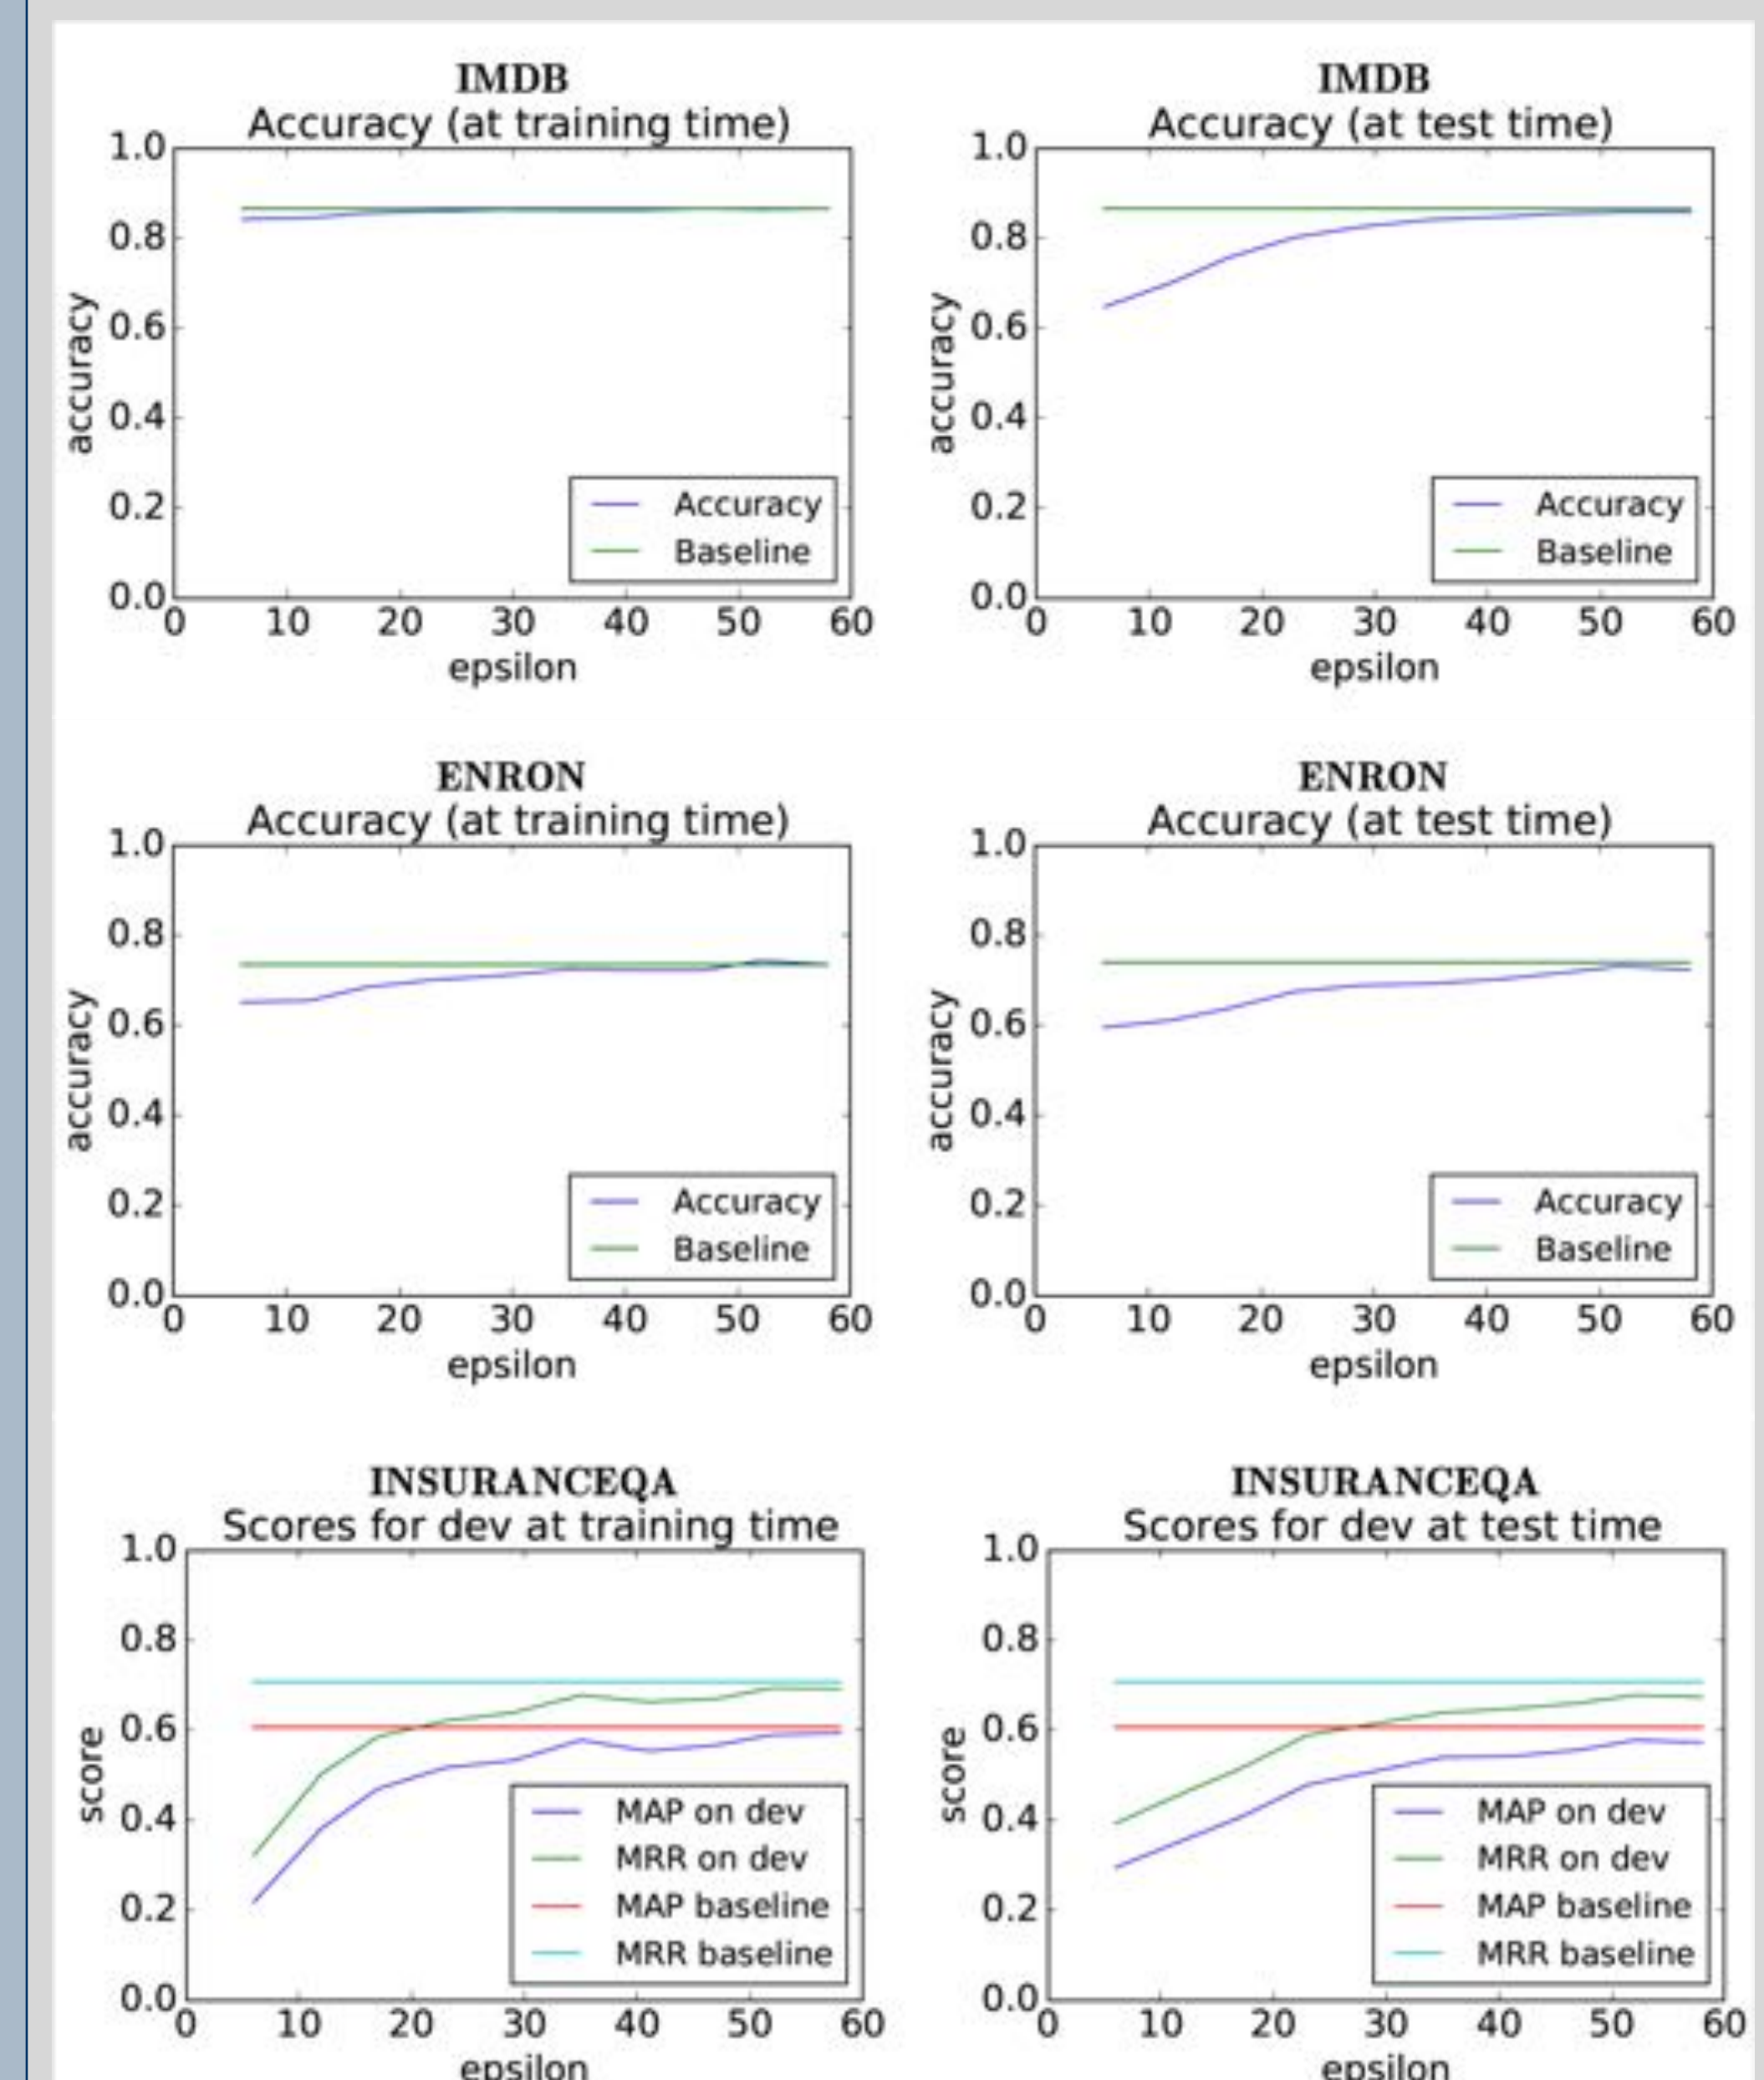 IMDB
Accuracy (at training time)
1.0
0.8
0.6
0.4
0.2
0.0
accuracy
Accuracy
Baseline
0 10 20 30 40 50 60
epsilon
IMDB
Accuracy (at test time)
1.0
0.8
0.6
0.4
0.2
0.0
accuracy
Accuracy
Baseline
0 10 20 30 40 50 60
epsilon
ENRON
Accuracy (at training time)
1.0
0.8
0.6
0.4
0.2
0.0
accuracy
Accuracy
Baseline
0 10 20 30 40 50 60
epsilon
ENRON
Accuracy (at test time)
1.0
0.8
0.6
0.4
0.2
0.0
accuracy
Accuracy
Baseline
0 10 20 30 40 50 60
epsilon
INSURANCEQA
Scores for dev at training time
1.0
0.8
0.6
0.4
0.2
0.0
score
MAP on dev
MRR on dev
MAP baseline
MRR baseline
0 10 20 30 40 50 60
epsilon
INSURANCEQA
Scores for dev at test time
1.0
0.8
0.6
0.4
0.2
0.0
score
MAP on dev
MRR on dev
MAP baseline
MRR baseline
0 10 20 30 40 50 60
epsilon